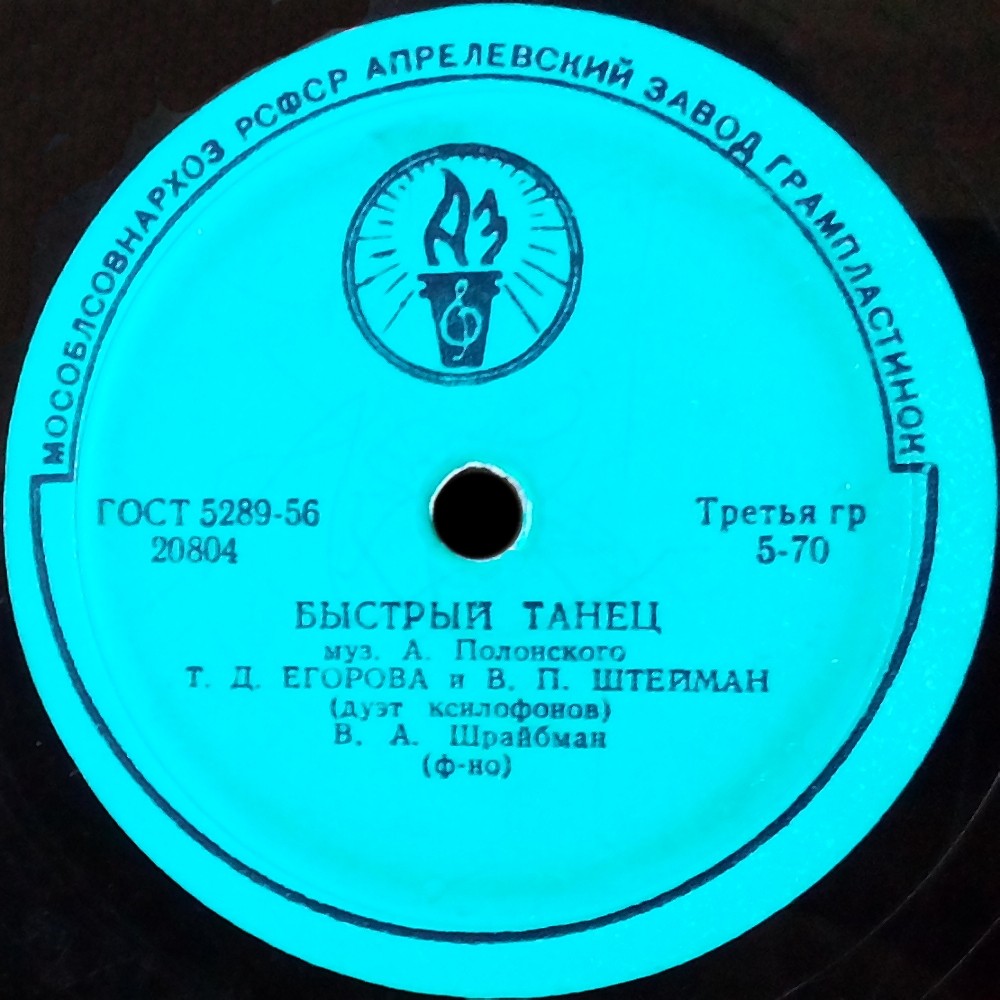 МОСОБЛСОВНАРХОЗ РСФСР АПРЕЛЕВСКИЙ ЗАВОД ГРАМПЛАСТИНОК
АЗ
ГОСТ 5289-56
20804
Третья гр
5-70
БЫСТРЫЙ ТАНЕЦ
муз. А. Полонского
Т. Д. ЕГОРОВА и В. П. ШТЕЙМАН
(дуэт ксилофонов)
В. А. Шрайбман
(ф-но)